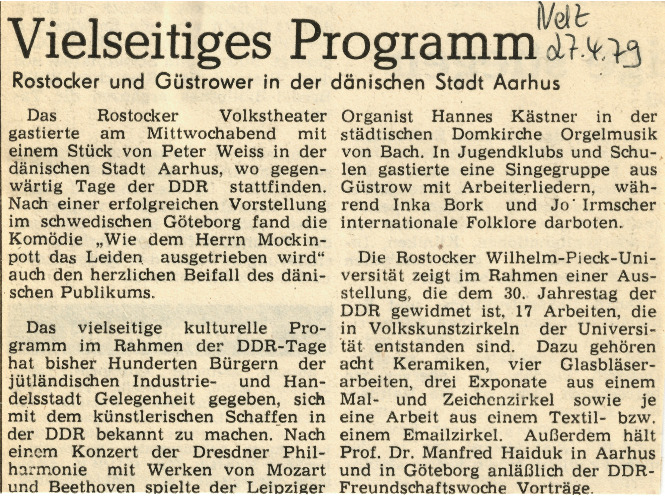 Vielseitiges Programm
27.4.79
Rostocker und Güstrower in der dänischen Stadt Aarhus
Das Rostocker Volkstheater
gastierte am Mittwochabend mit
einem Stück von Peter Weiss in der
dänischen Stadt Aarhus, wo gegen-
wärtig Tage der DDR stattfinden.
Nach einer erfolgreichen Vorstellung
im schwedischen Göteborg fand die
Komödie „Wie dem Herrn Mockin-
pott das Leiden ausgetrieben wird“
auch den herzlichen Beifall des däni-
schen Publikums.
Das vielseitige kulturelle Pro-
gramm im Rahmen der DDR-Tage
hat bisher Hunderten Bürgern der
jütländischen Industrie- und Han-
delsstadt Gelegenheit gegeben, sich
mit dem künstlerischen Schaffen in
der DDR bekannt zu machen. Nach
einem Konzert der Dresdner Phil-
harmonie mit Werken von Mozart
und Beethoven spielte der Leipziger
Organist Hannes Kästner in der
städtischen Domkirche Orgelmusik
von Bach. In Jugendklubs und Schu-
len gastierte eine Singegruppe aus
Güstrow mit Arbeiterliedern, wäh-
rend Inka Bork und Jo Irmscher
internationale Folklore darboten.
Die Rostocker Wilhelm-Pieck-Uni-
versität zeigt im Rahmen einer Aus-
stellung, die dem 30. Jahrestag der
DDR gewidmet ist, 17 Arbeiten, die
in Volkskunstzirkeln der Universi-
tät entstanden sind. Dazu gehören
acht Keramiken, vier Glasbläser-
arbeiten, drei Exponate aus einem
Mal- und Zeichenzirkel sowie je
eine Arbeit aus einem Textil- bzw.
einem Emailzirkel. Außerdem hält
Prof. Dr. Manfred Haiduk in Aarhus
und in Göteborg anläßlich der DDR-
Freundschaftswoche Vorträge.